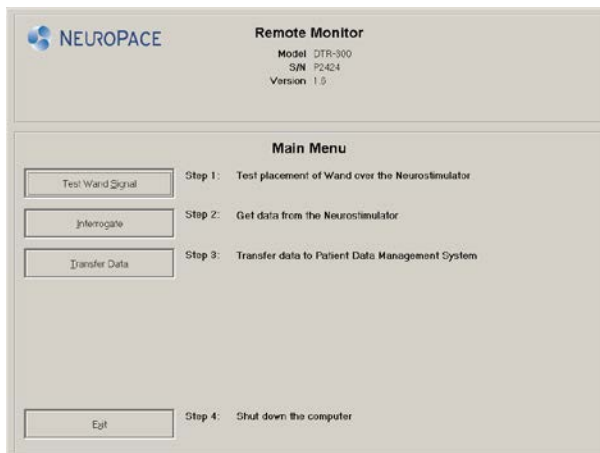 NEUROPACE
Remote Monitor
Model DTR-300
S/N P2424
Version 1.6
Main Menu
Test Wand Signal Step 1: Test placement of Wand over the Neurostimulator
Interrogate Step 2: Get data from the Neurostimulator
Transfer Data Step 3: Transfer data to Patient Data Management System
Exit Step 4: Shut down the computer